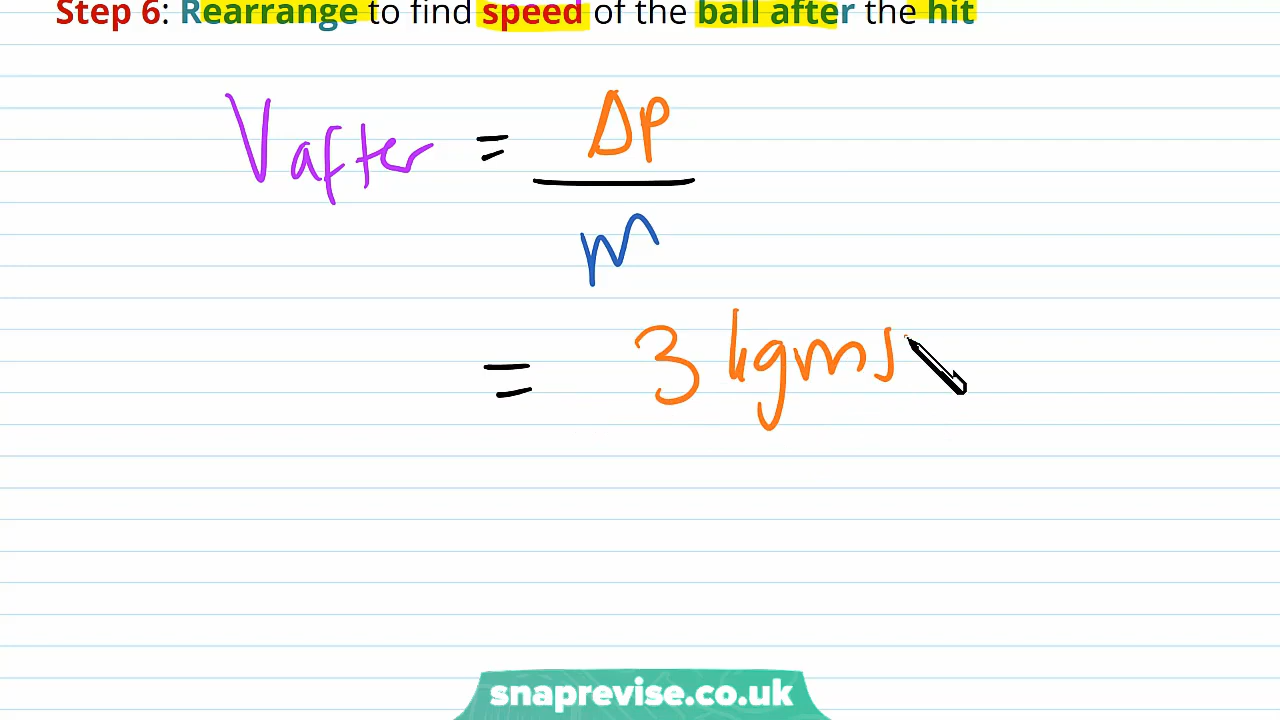 Step 6: Rearrange to find speed of the ball after the hit
Vafter = Δp
m
= 3 kgms
snaprevise.co.uk